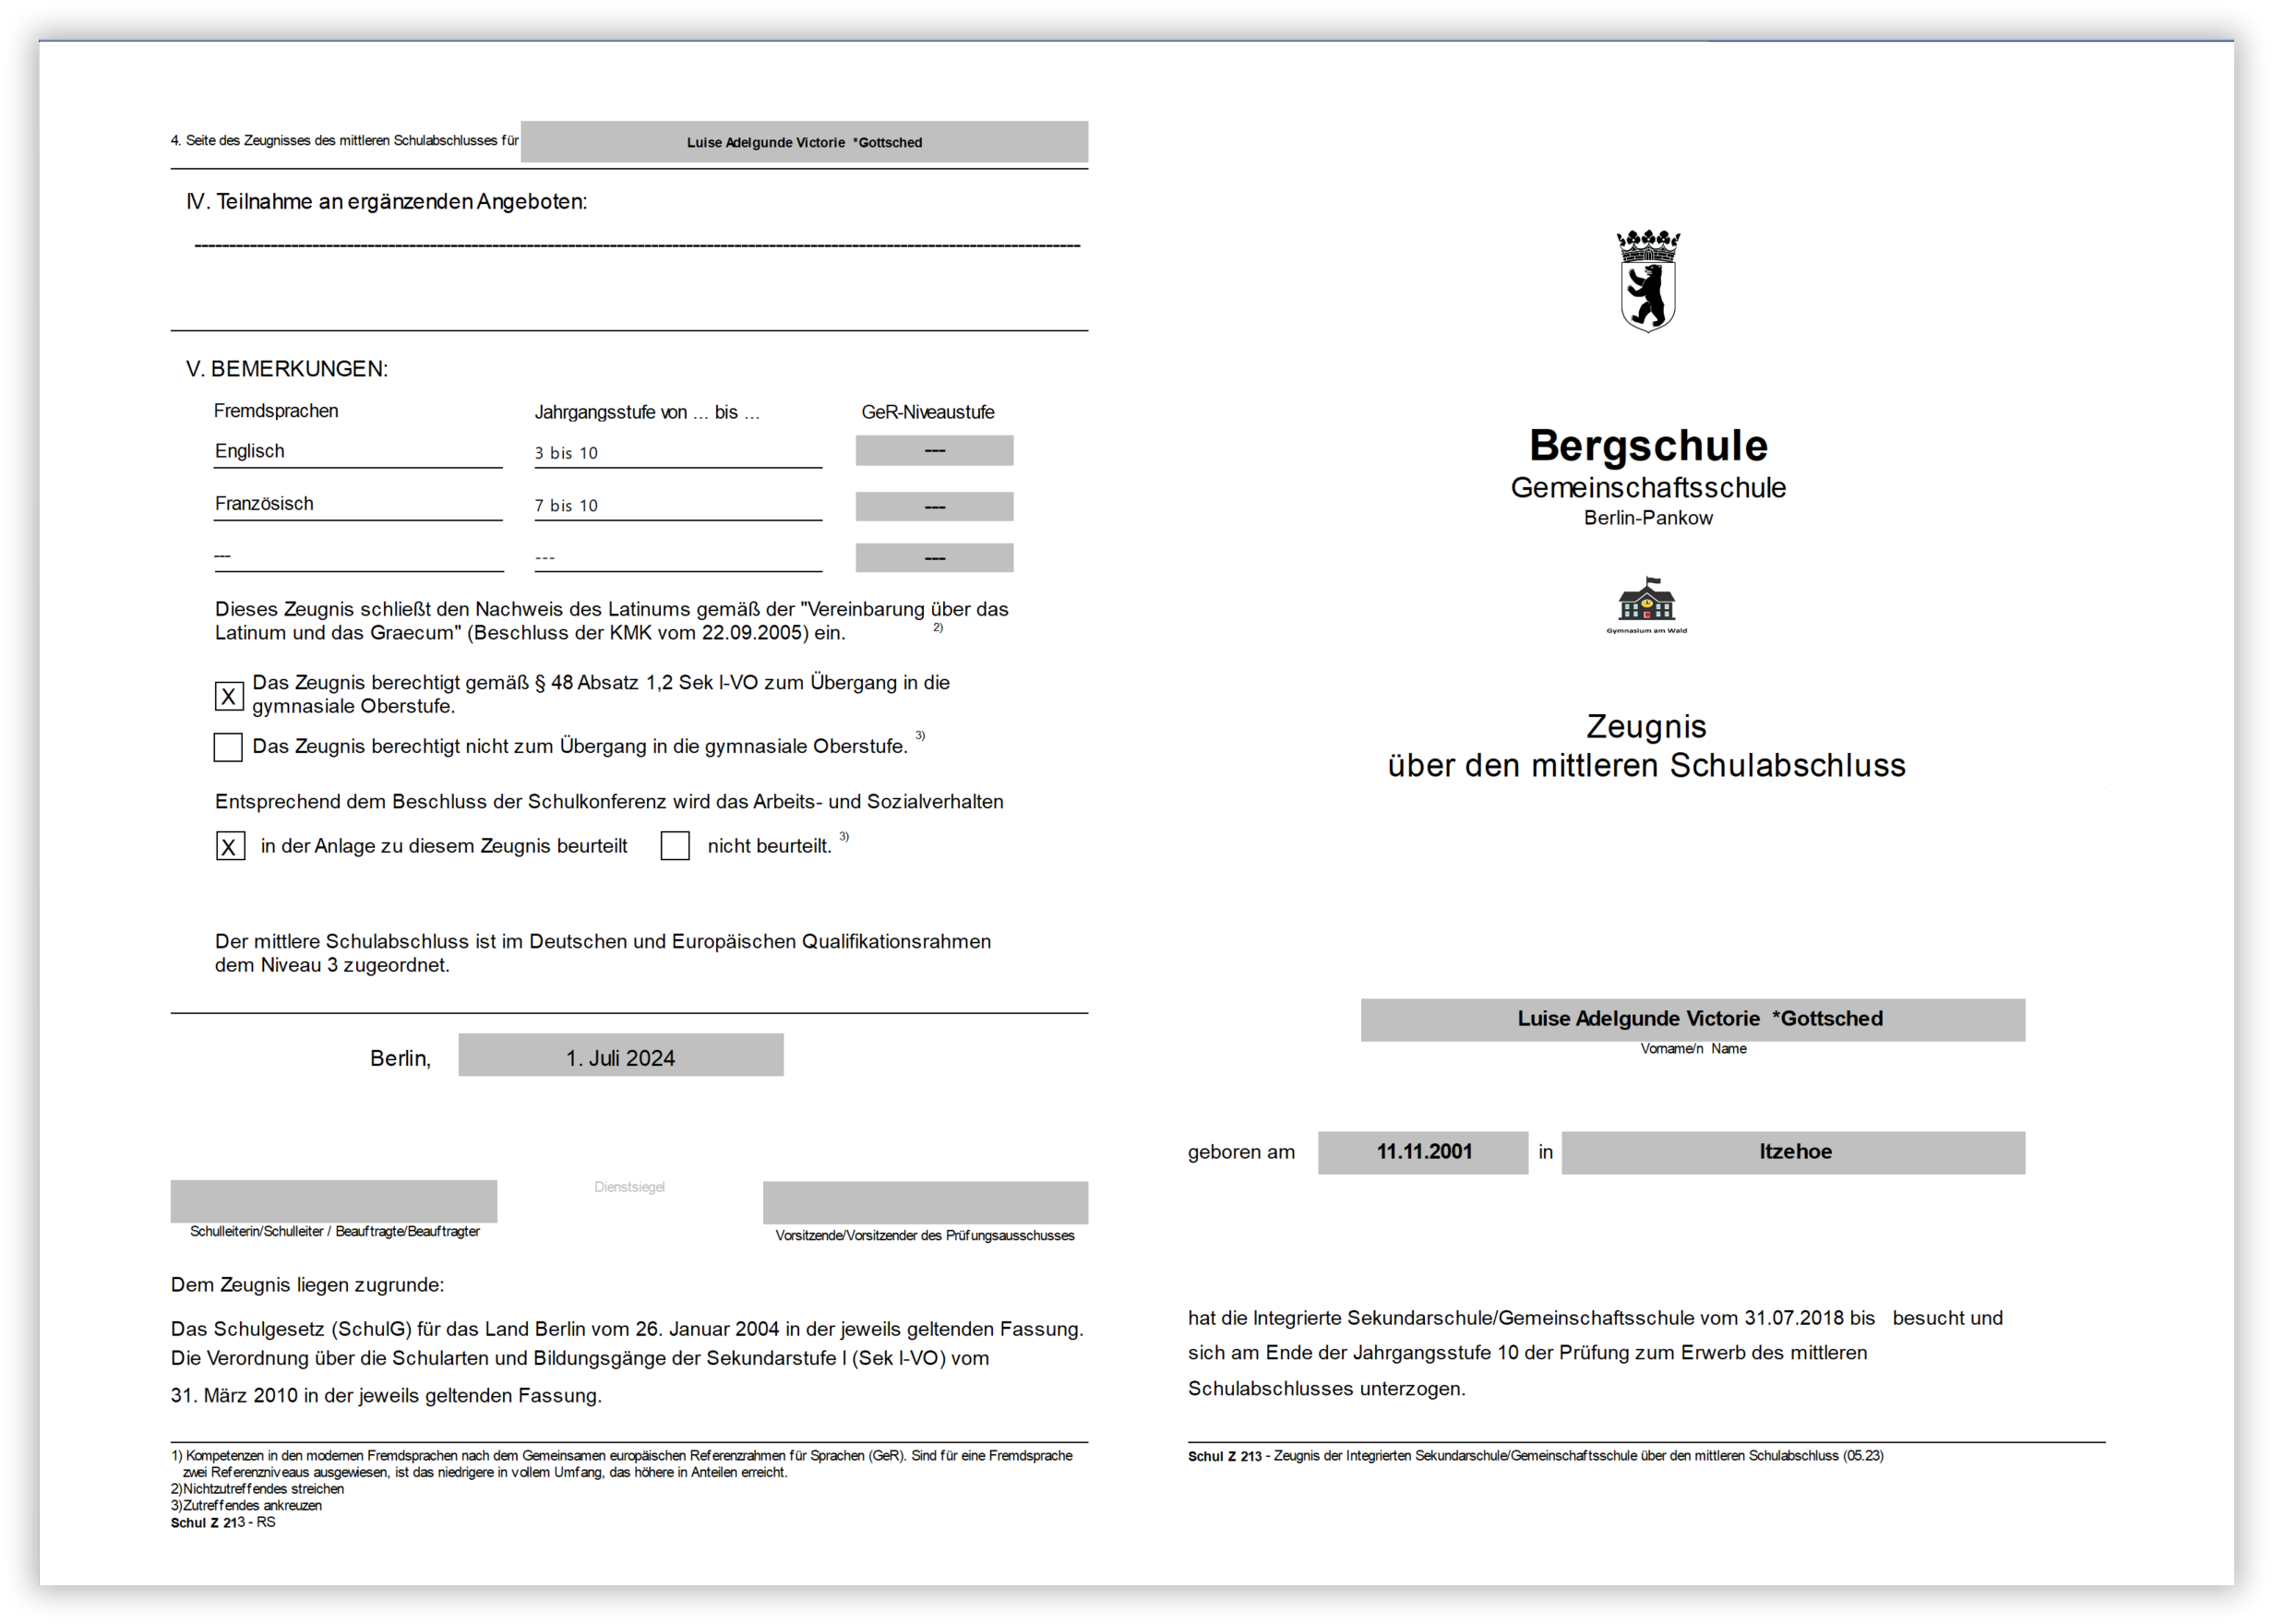 4. Seite des Zeugnisses des mittleren Schulabschlusses für Luise Adelgunde Victorie *Gottsched
IV. Teilnahme an ergänzenden Angeboten:
V. BEMERKUNGEN:
Fremdsprachen Jahrgangsstufe von ... bis ... GeR-Niveaustufe
Englisch 3 bis 10 ---
Französisch 7 bis 10 ---
--- --- ---
Dieses Zeugnis schließt den Nachweis des Latinums gemäß der "Vereinbarung über das
Latinum und das Graecum" (Beschluss der KMK vom 22.09.2005) ein. 2)
X Das Zeugnis berechtigt gemäß § 48 Absatz 1,2 Sek I-VO zum Übergang in die
gymnasiale Oberstufe.
Das Zeugnis berechtigt nicht zum Übergang in die gymnasiale Oberstufe. 3)
Entsprechend dem Beschluss der Schulkonferenz wird das Arbeits- und Sozialverhalten
X in der Anlage zu diesem Zeugnis beurteilt nicht beurteilt. 3)
Der mittlere Schulabschluss ist im Deutschen und Europäischen Qualifikationsrahmen
dem Niveau 3 zugeordnet.
Berlin, 1. Juli 2024
Dienstsiegel
Schulleiterin/Schulleiter / Beauftragte/Beauftragter
Vorsitzende/Vorsitzender des Prüfungsausschusses
Dem Zeugnis liegen zugrunde:
Das Schulgesetz (SchulG) für das Land Berlin vom 26. Januar 2004 in der jeweils geltenden Fassung.
Die Verordnung über die Schularten und Bildungsgänge der Sekundarstufe I (Sek I-VO) vom
31. März 2010 in der jeweils geltenden Fassung.
1) Kompetenzen in den modernen Fremdsprachen nach dem Gemeinsamen europäischen Referenzrahmen für Sprachen (GeR). Sind für eine Fremdsprache
zwei Referenzniveaus ausgewiesen, ist das niedrigere in vollem Umfang, das höhere in Anteilen erreicht.
2)Nichtzutreffendes streichen
3)Zutreffendes ankreuzen
Schul Z 213 - RS
Bergschule
Gemeinschaftsschule
Berlin-Pankow
Gymnasium am Wald
Zeugnis
über den mittleren Schulabschluss
Luise Adelgunde Victorie *Gottsched
Vorname/n Name
geboren am 11.11.2001 in Itzehoe
hat die Integrierte Sekundarschule/Gemeinschaftsschule vom 31.07.2018 bis besucht und
sich am Ende der Jahrgangsstufe 10 der Prüfung zum Erwerb des mittleren
Schulabschlusses unterzogen.
Schul Z 213 - Zeugnis der Integrierten Sekundarschule/Gemeinschaftsschule über den mittleren Schulabschluss (05.23)